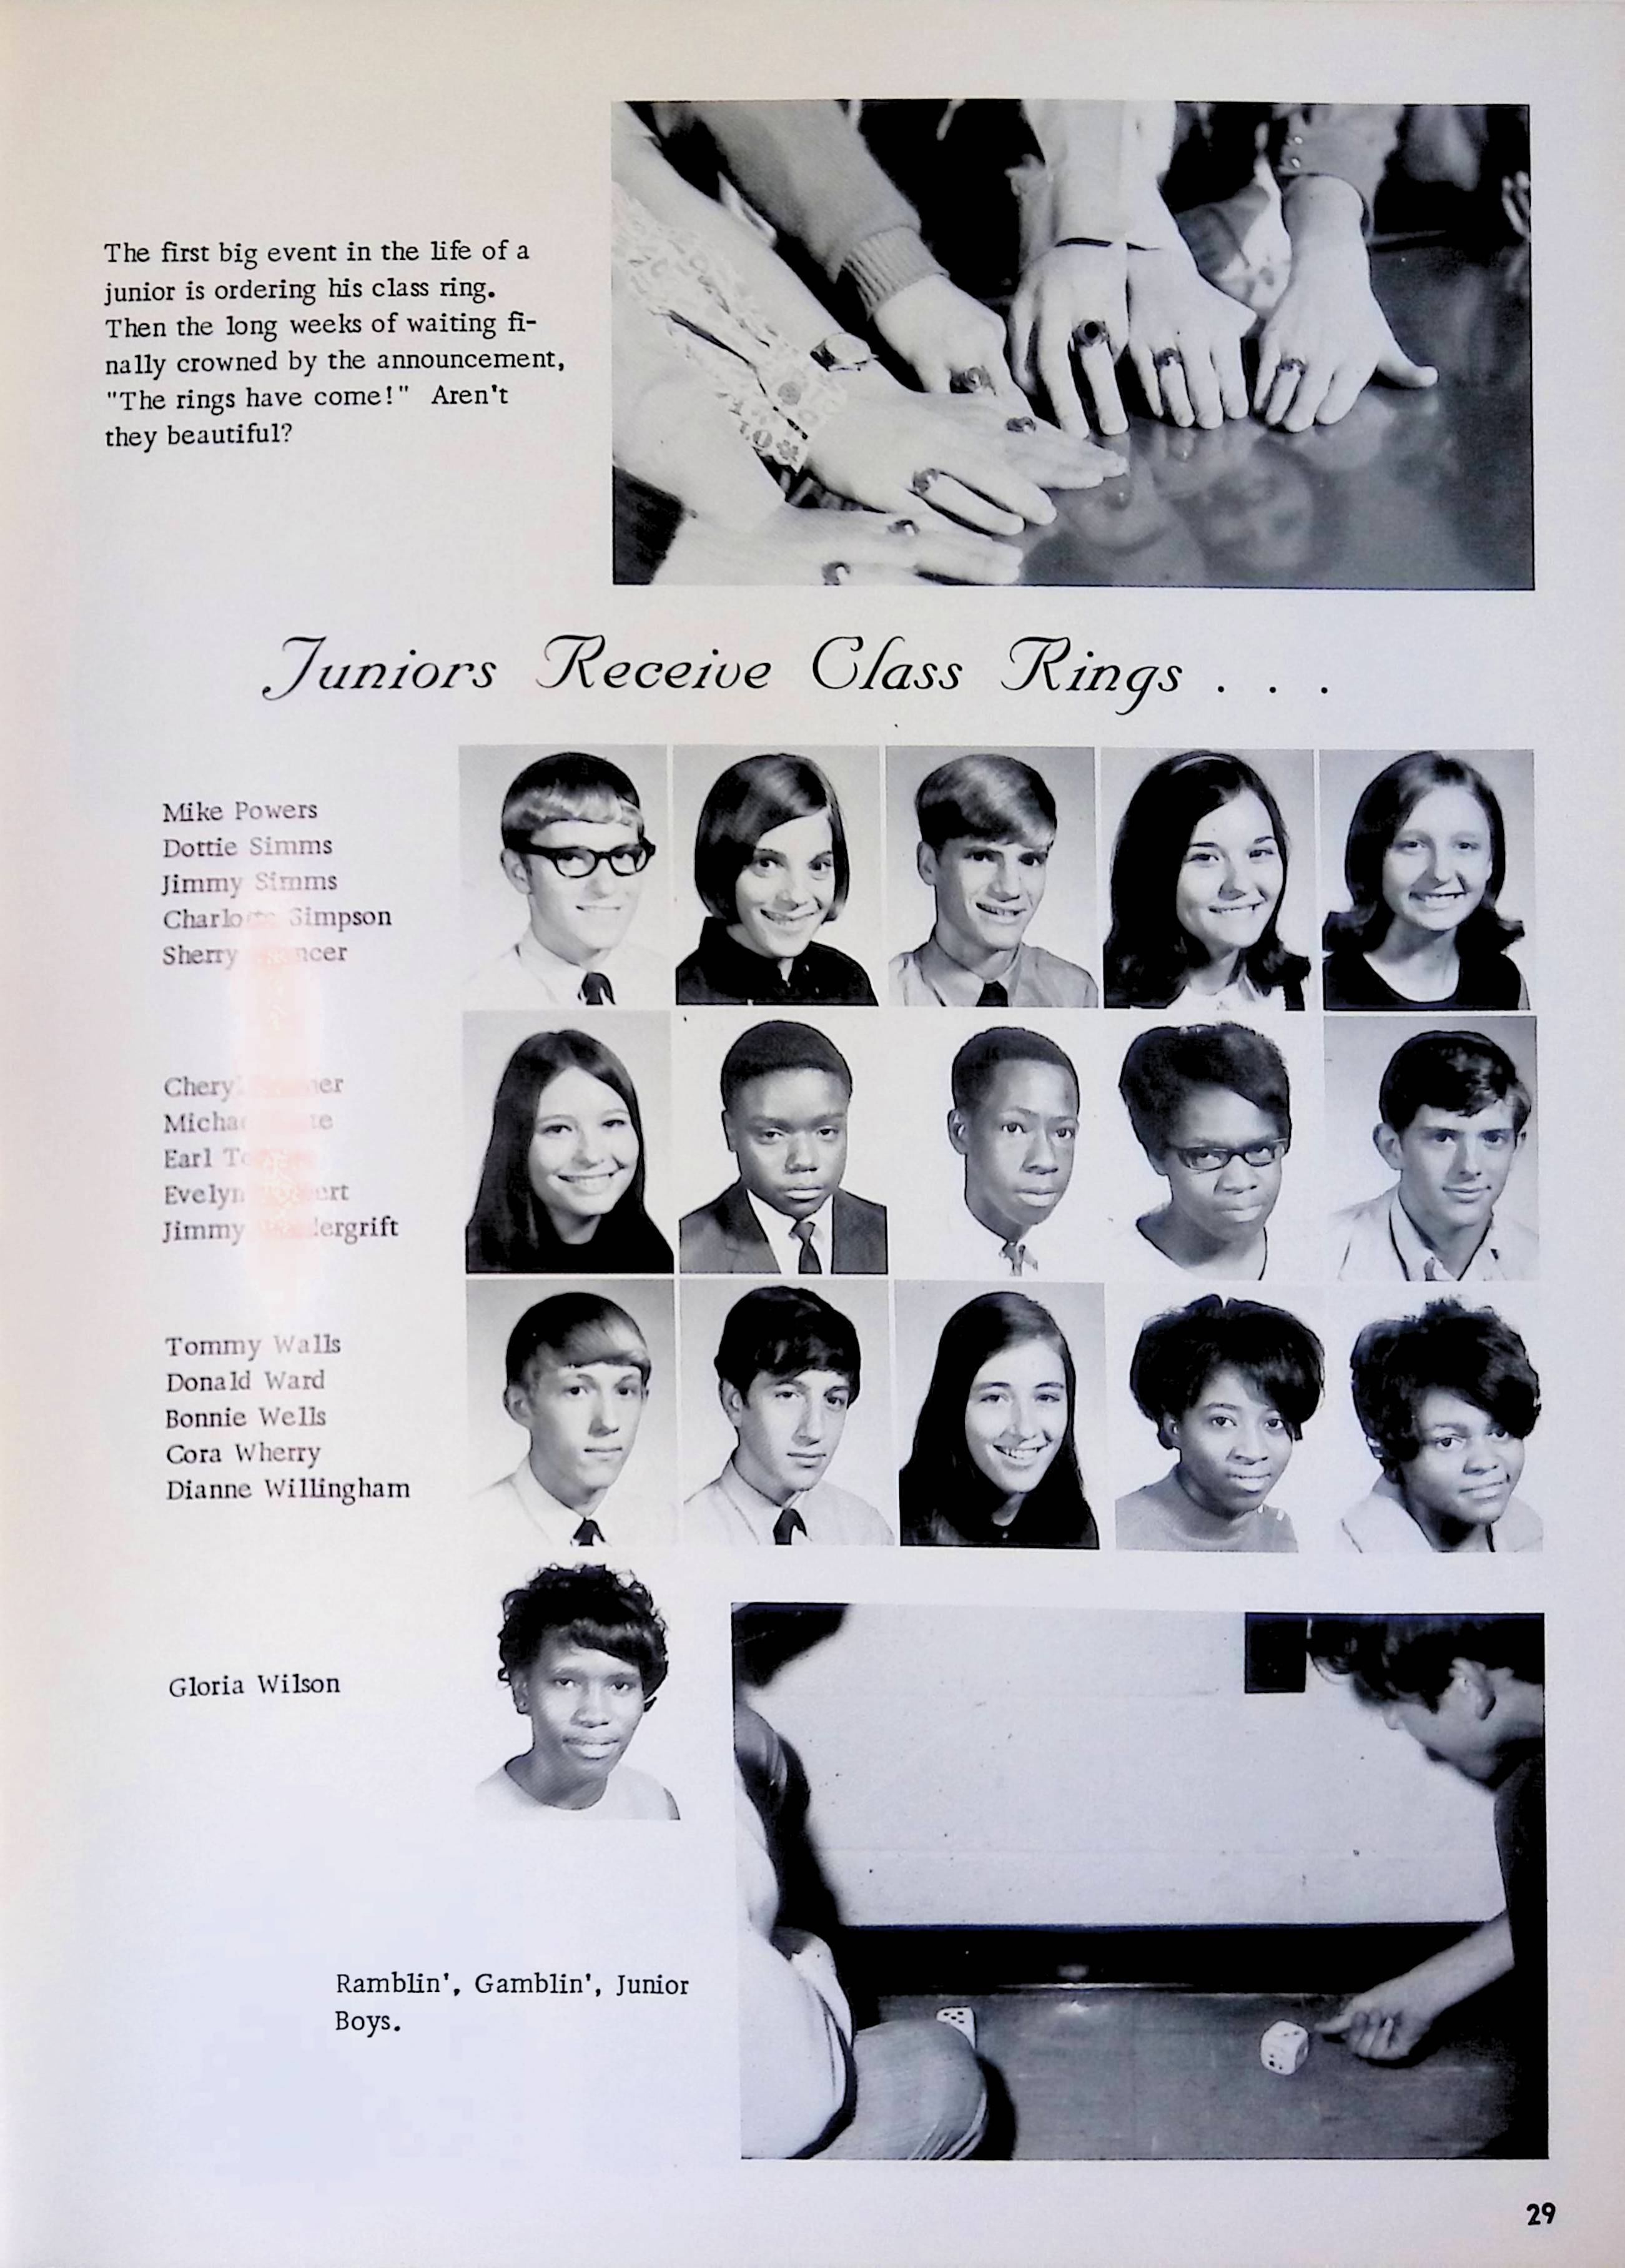 The first big event in the life of a
junior is ordering his class ring.
Then the long weeks of waiting fi-
nally crowned by the announcement,
"The rings have come!" Aren't
they beautiful?
Juniors Receive Class Rings . . .
Mike Powers
Dottie Simms
Jimmy Simms
Simpson
Sherry
Earl
Jimmy
Tommy Walls
Donald Ward
Bonnie Wells
Cora Wherry
Dianne Willingham
Gloria Wilson
Ramblin', Gamblin', Junior
Boys.
29